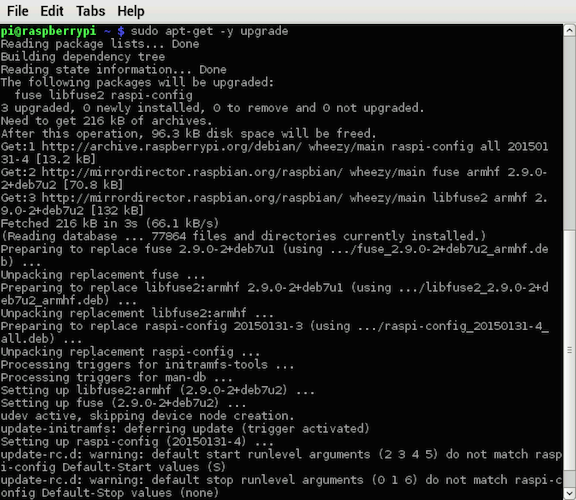 File Edit Tabs Help
pi@raspberrypi ~ $ sudo apt-get -y upgrade
Reading package lists... Done
Building dependency tree
Reading state information... Done
The following packages will be upgraded:
  fuse libfuse2 raspi-config
3 upgraded, 0 newly installed, 0 to remove and 0 not upgraded.
Need to get 216 kB of archives.
After this operation, 96.3 kB disk space will be freed.
Get:1 http://archive.raspberrypi.org/debian/ wheezy/main raspi-config all 201501
31-4 [13.2 kB]
Get:2 http://mirrordirector.raspbian.org/raspbian/ wheezy/main fuse armhf 2.9.0-
2+deb7u2 [70.8 kB]
Get:3 http://mirrordirector.raspbian.org/raspbian/ wheezy/main libfuse2 armhf 2.
9.0-2+deb7u2 [132 kB]
Fetched 216 kB in 3s (66.1 kB/s)
(Reading database ... 77864 files and directories currently installed.)
Preparing to replace fuse 2.9.0-2+deb7u1 (using .../fuse_2.9.0-2+deb7u2_armhf.de
b) ...
Unpacking replacement fuse ...
Preparing to replace libfuse2:armhf 2.9.0-2+deb7u1 (using .../libfuse2_2.9.0-2+d
eb7u2_armhf.deb) ...
Unpacking replacement libfuse2:armhf ...
Preparing to replace raspi-config 20150131-3 (using .../raspi-config_20150131-4_
all.deb) ...
Unpacking replacement raspi-config ...
Processing triggers for initramfs-tools ...
Processing triggers for man-db ...
Setting up libfuse2:armhf (2.9.0-2+deb7u2) ...
Setting up fuse (2.9.0-2+deb7u2) ...
udev active, skipping device node creation.
update-initramfs: deferring update (trigger activated)
Setting up raspi-config (20150131-4) ...
update-rc.d: warning: default start runlevel arguments (2 3 4 5) do not match rasp
i-config Default-Start values (S)
update-rc.d: warning: default stop runlevel arguments (0 1 6) do not match raspi-c
onfig Default-Stop values (none)